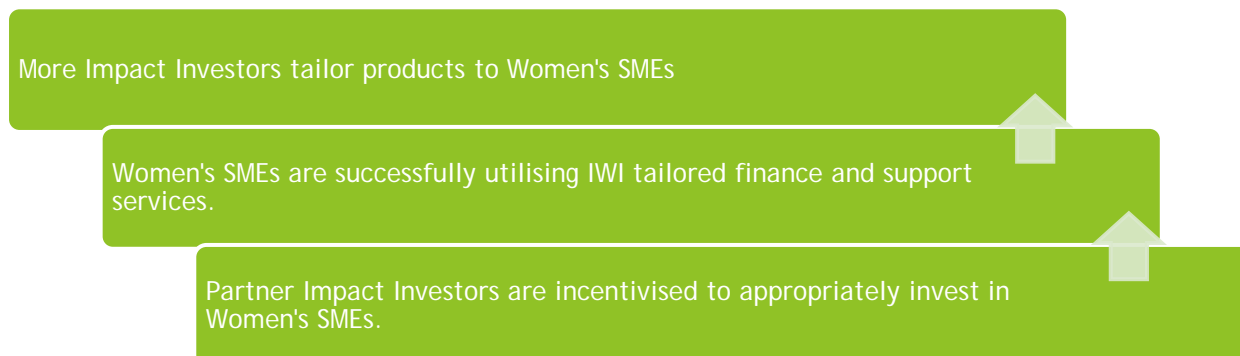 More Impact Investors tailor products to Women's SMEs
Women's SMEs are successfully utilising IWI tailored finance and support
services.
Partner Impact Investors are incentivised to appropriately invest in
Women's SMEs.